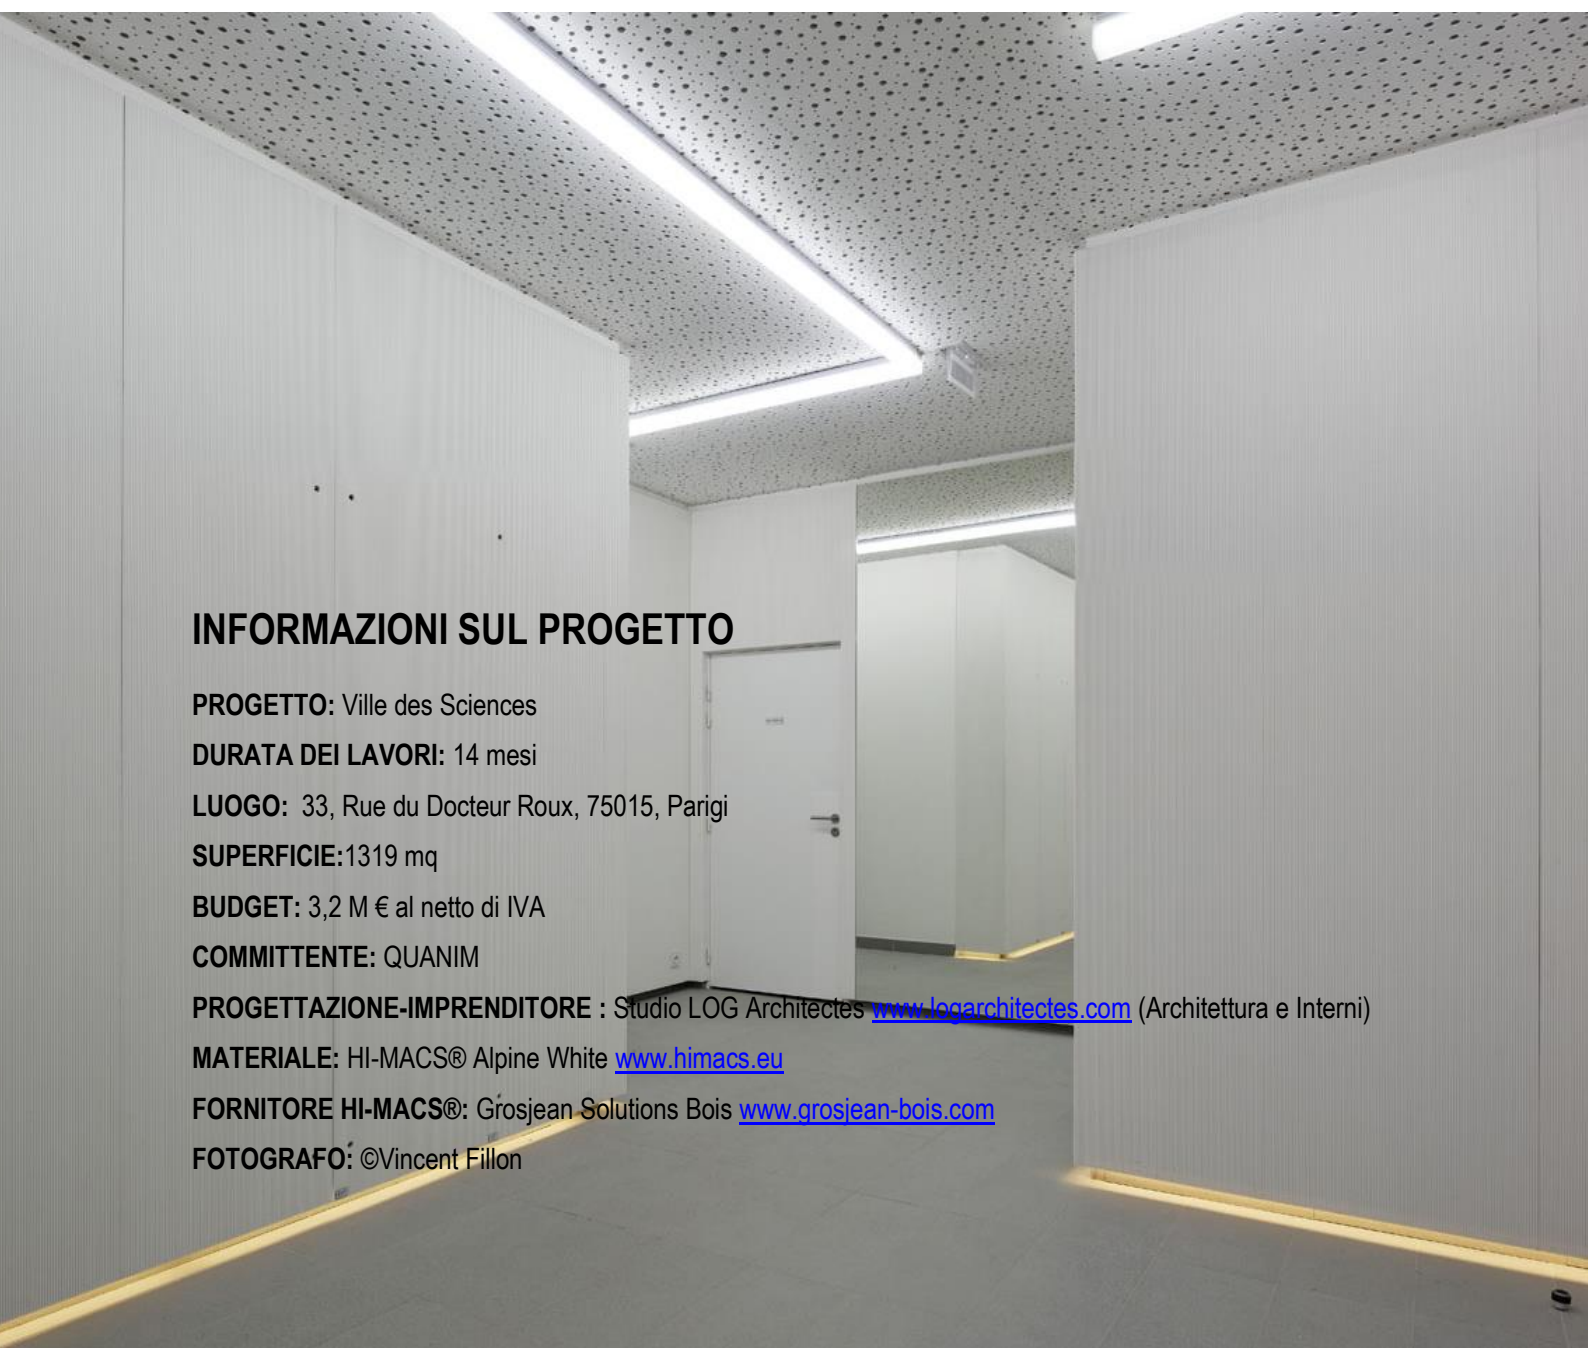 INFORMAZIONI SUL PROGETTO
PROGETTO: Ville des Sciences
DURATA DEI LAVORI: 14 mesi
LUOGO: 33, Rue du Docteur Roux, 75015, Parigi
SUPERFICIE:1319 mq
BUDGET: 3,2 M € al netto di IVA
COMMITTENTE: QUANIM
PROGETTAZIONE-IMPRENDITORE : Studio LOG Architectes www.logarchitectes.com (Architettura e Interni)
MATERIALE: HI-MACS® Alpine White www.himacs.eu
FORNITORE HI-MACS®: Grosjean Solutions Bois www.grosjean-bois.com
FOTOGRAFO: ©Vincent Fillon